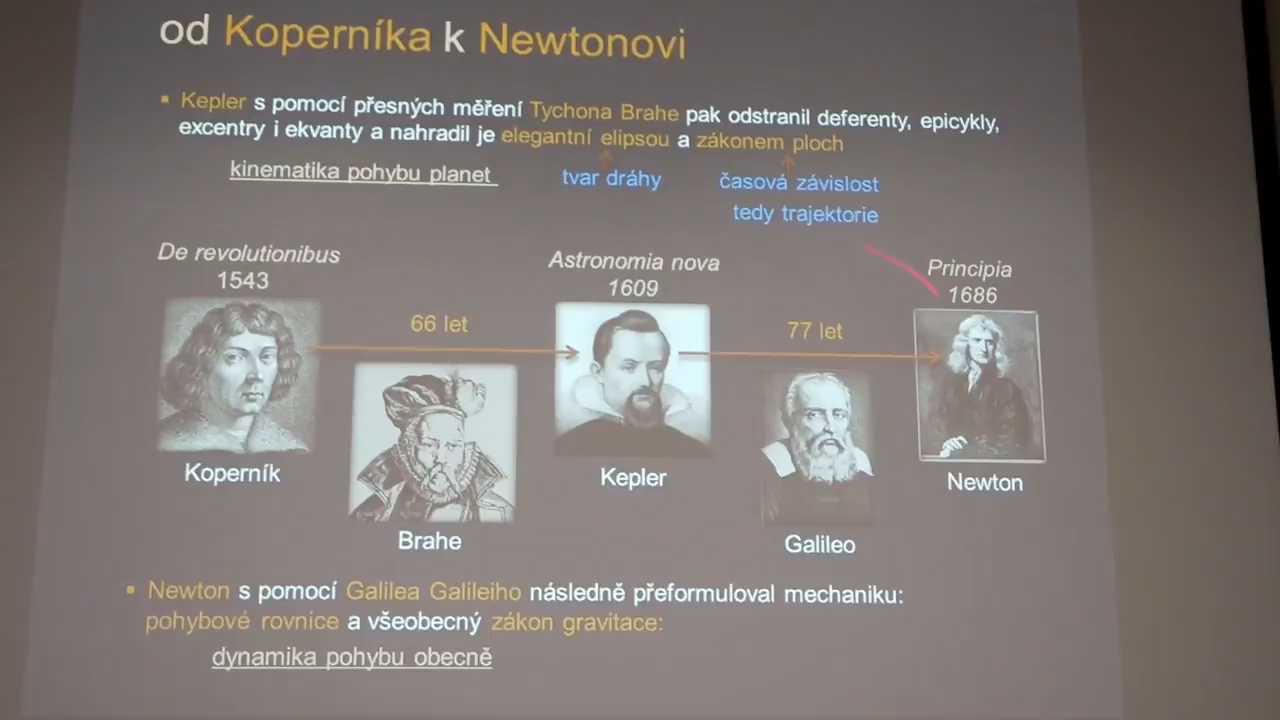 od Koperníka k Newtonovi
▪ Kepler s pomocí přesných měření Tychona Brahe pak odstranil deferenty, epicykly,
excentry i ekvanty a nahradil je elegantní elipsou a zákonem ploch
kinematika pohybu planet
tvar dráhy
časová závislost
tedy trajektorie
De revolutionibus
1543
Astronomia nova
1609
Principia
1686
66 let
77 let
Koperník
Kepler
Newton
Brahe
Galileo
▪ Newton s pomocí Galilea Galileiho následně přeformuloval mechaniku:
pohybové rovnice a všeobecný zákon gravitace:
dynamika pohybu obecně